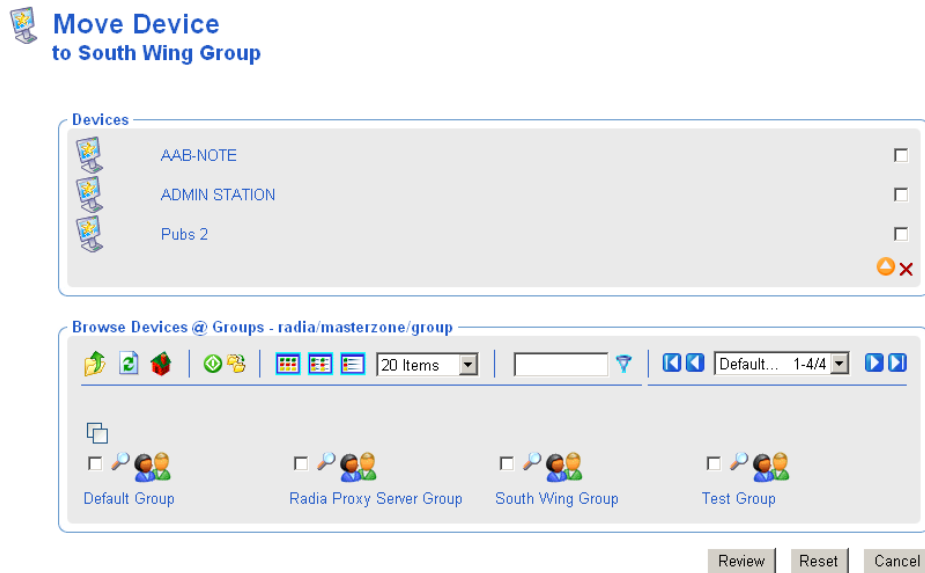 Move Device
to South Wing Group
Devices
AAB-NOTE
ADMIN STATION
Pubs 2
Browse Devices @ Groups - radia/masterzone/group
20 Items
Default... 1-4/4
Default Group
Radia Proxy Server Group
South Wing Group
Test Group
Review
Reset
Cancel